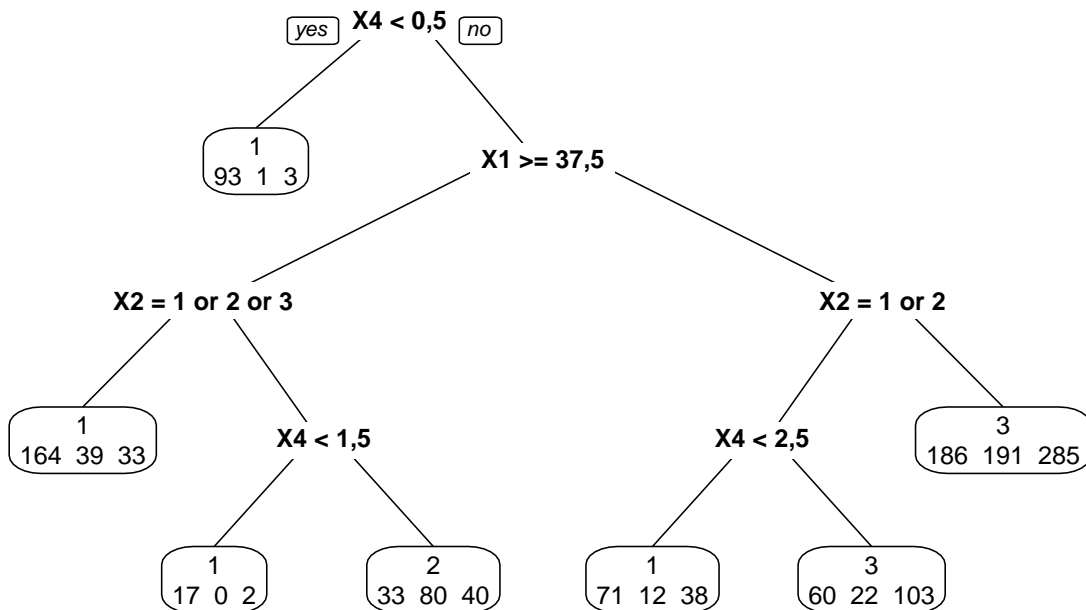 X4 < 0,5
yes no
1
93 1 3
X1 >= 37,5
X2 = 1 or 2 or 3
X2 = 1 or 2
1
164 39 33
X4 < 1,5
X4 < 2,5
3
186 191 285
1
17 0 2
2
33 80 40
1
71 12 38
3
60 22 103